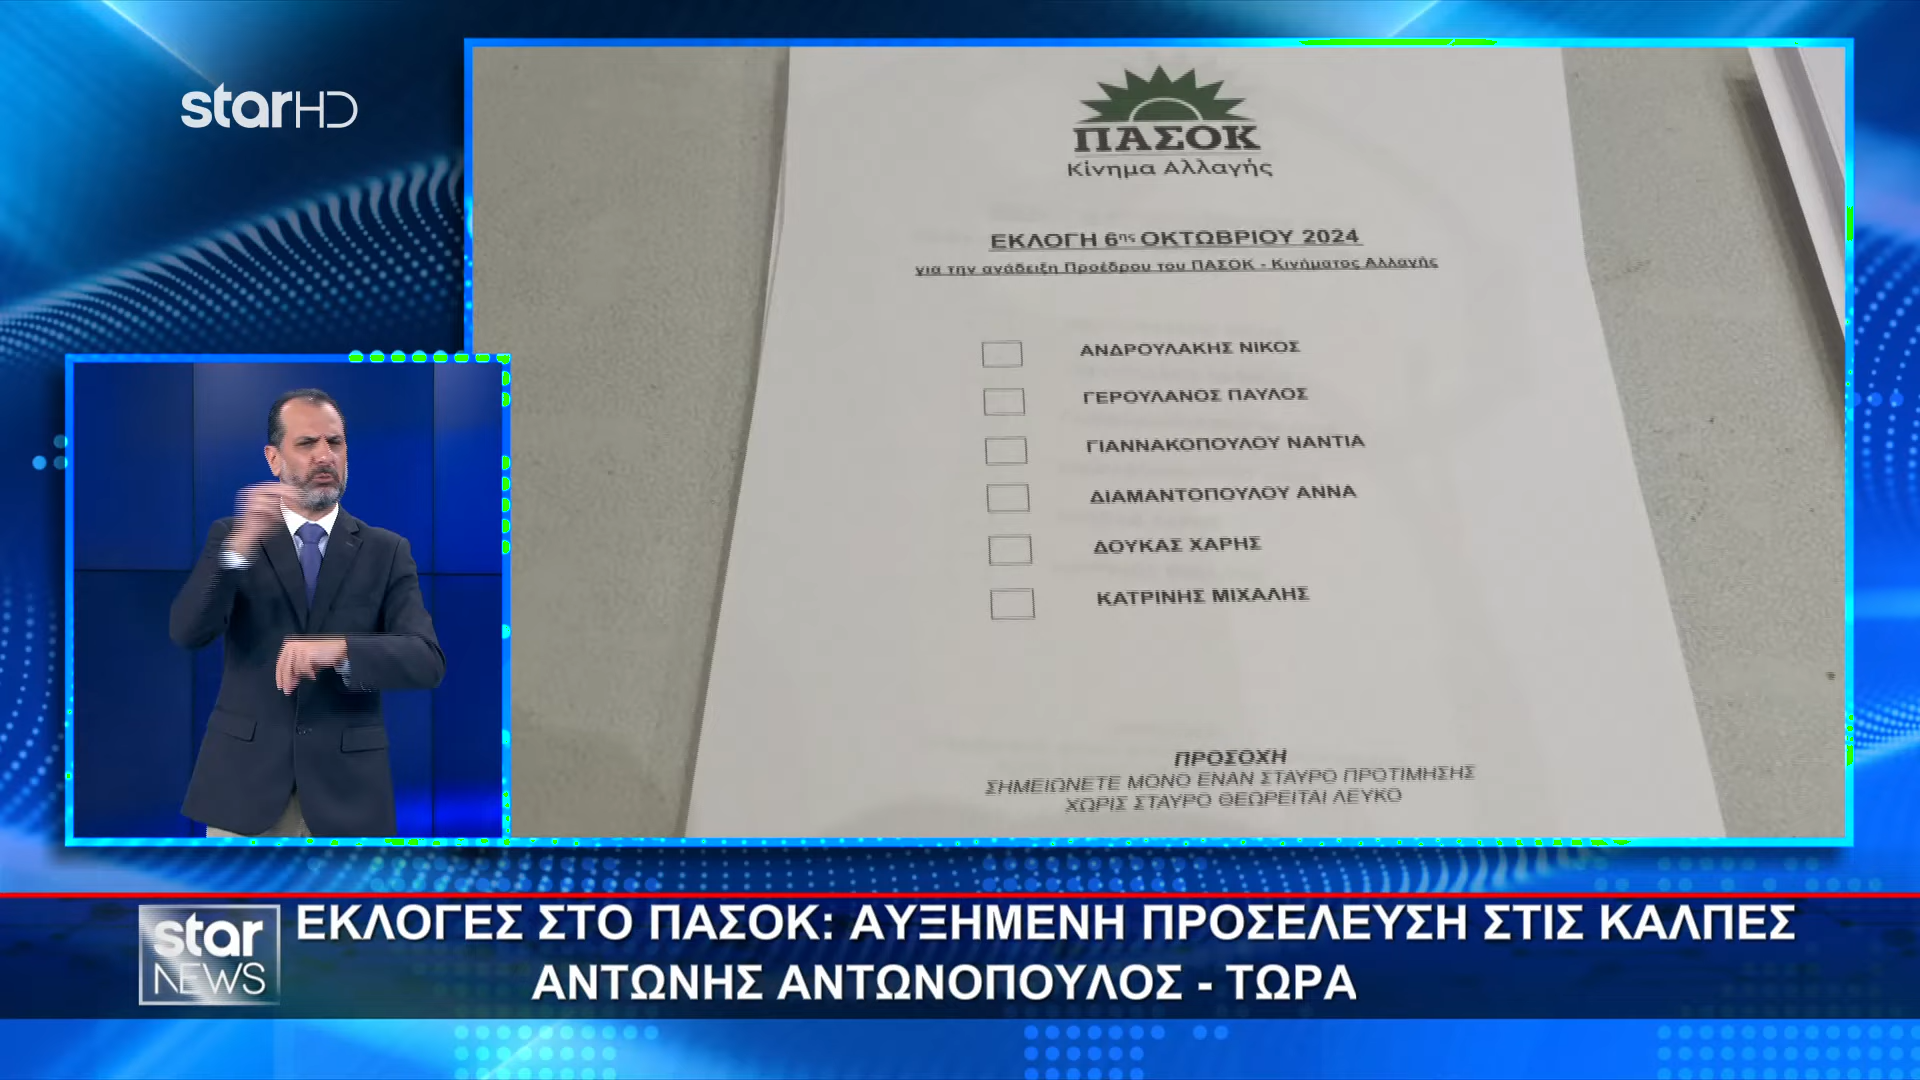 star HD
ΠΑΣΟΚ
Κίνημα Αλλαγής
ΕΚΛΟΓΗ 6ης ΟΚΤΩΒΡΙΟΥ 2024
για την ανάδειξη Προέδρου του ΠΑΣΟΚ - Κινήματος Αλλαγής
ΑΝΔΡΟΥΛΑΚΗΣ ΝΙΚΟΣ
ΓΕΡΟΥΛΑΝΟΣ ΠΑΥΛΟΣ
ΓΙΑΝΝΑΚΟΠΟΥΛΟΥ ΝΑΝΤΙΑ
ΔΙΑΜΑΝΤΟΠΟΥΛΟΥ ΑΝΝΑ
ΔΟΥΚΑΣ ΧΑΡΗΣ
ΚΑΤΡΙΝΗΣ ΜΙΧΑΛΗΣ
ΠΡΟΣΟΧΗ
ΣΗΜΕΙΩΝΕΤΕ ΜΟΝΟ ΕΝΑΝ ΣΤΑΥΡΟ ΠΡΟΤΙΜΗΣΗΣ
ΧΩΡΙΣ ΣΤΑΥΡΟ ΘΕΩΡΕΙΤΑΙ ΛΕΥΚΟ
star NEWS
ΕΚΛΟΓΕΣ ΣΤΟ ΠΑΣΟΚ: ΑΥΞΗΜΕΝΗ ΠΡΟΣΕΛΕΥΣΗ ΣΤΙΣ ΚΑΛΠΕΣ
ΑΝΤΩΝΗΣ ΑΝΤΩΝΟΠΟΥΛΟΣ - ΤΩΡΑ